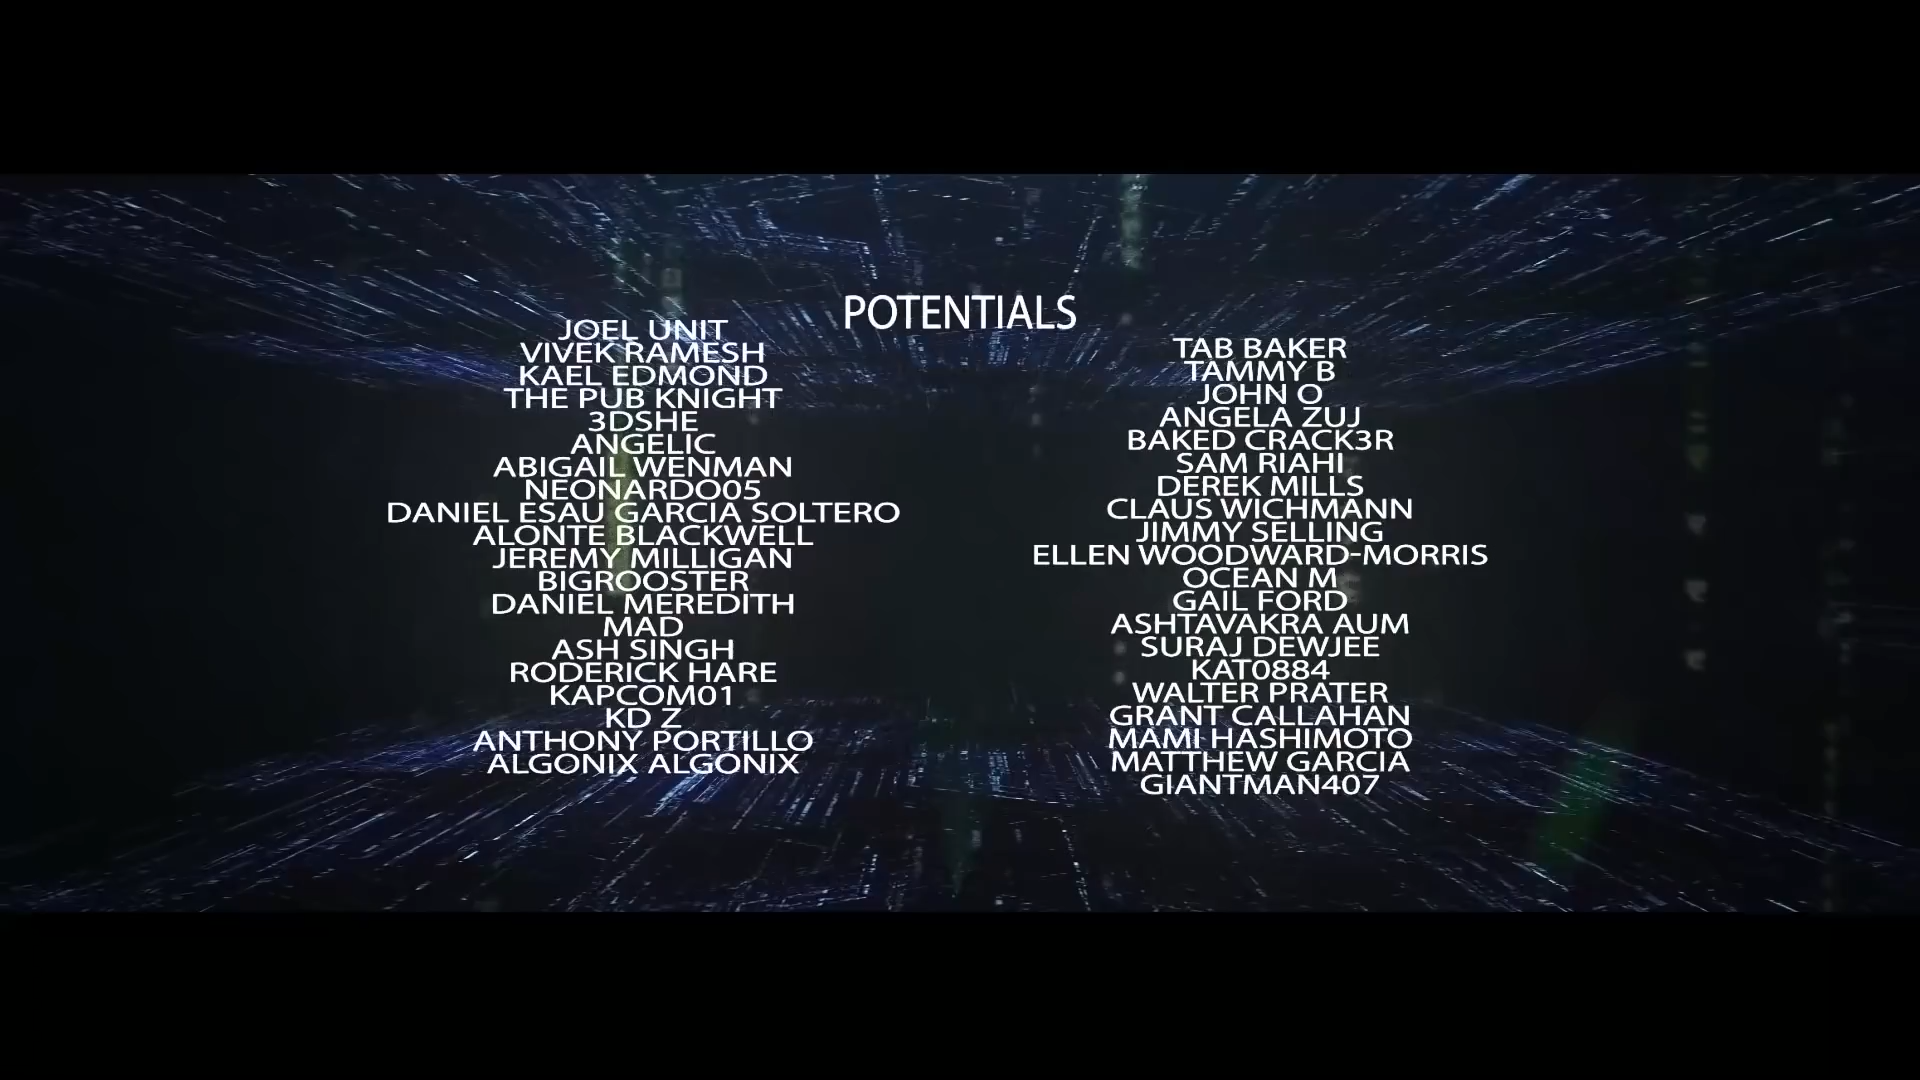 POTENTIALS
JOEL UNIT
VIVEK RAMESH
KAEL EDMOND
THE PUB KNIGHT
3DSHE
ANGELIC
ABIGAIL WENMAN
NEONARDO05
DANIEL ESAU GARCIA SOLTERO
ALONTE BLACKWELL
JEREMY MILLIGAN
BIGROOSTER
DANIEL MEREDITH
MAD
ASH SINGH
RODERICK HARE
KAPCOM01
KD Z
ANTHONY PORTILLO
ALGONIX ALGONIX
TAB BAKER
TAMMY B
JOHN O
ANGELA ZUJ
BAKED CRACK3R
SAM RIAHI
DEREK MILLS
CLAUS WICHMANN
JIMMY SELLING
ELLEN WOODWARD-MORRIS
OCEAN M
GAIL FORD
ASHTAVAKRA AUM
SURAJ DEWJEE
KAT0884
WALTER PRATER
GRANT CALLAHAN
MAMI HASHIMOTO
MATTHEW GARCIA
GIANTMAN407